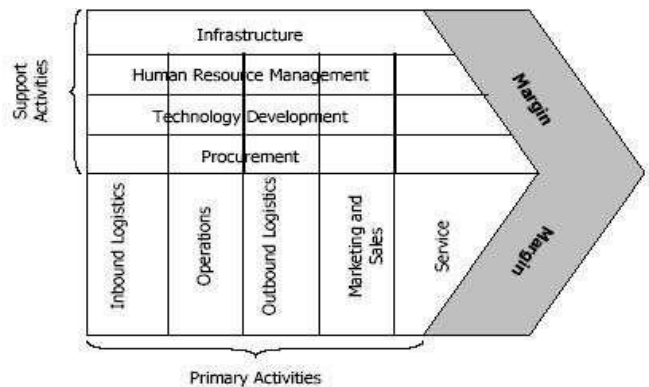 Support
Activities
Infrastructure
Human Resource Management
Technology Development
Procurement
Inbound Logistics
Operations
Outbound Logistics
Marketing and
Sales
Service
Margin
Margin
Primary Activities